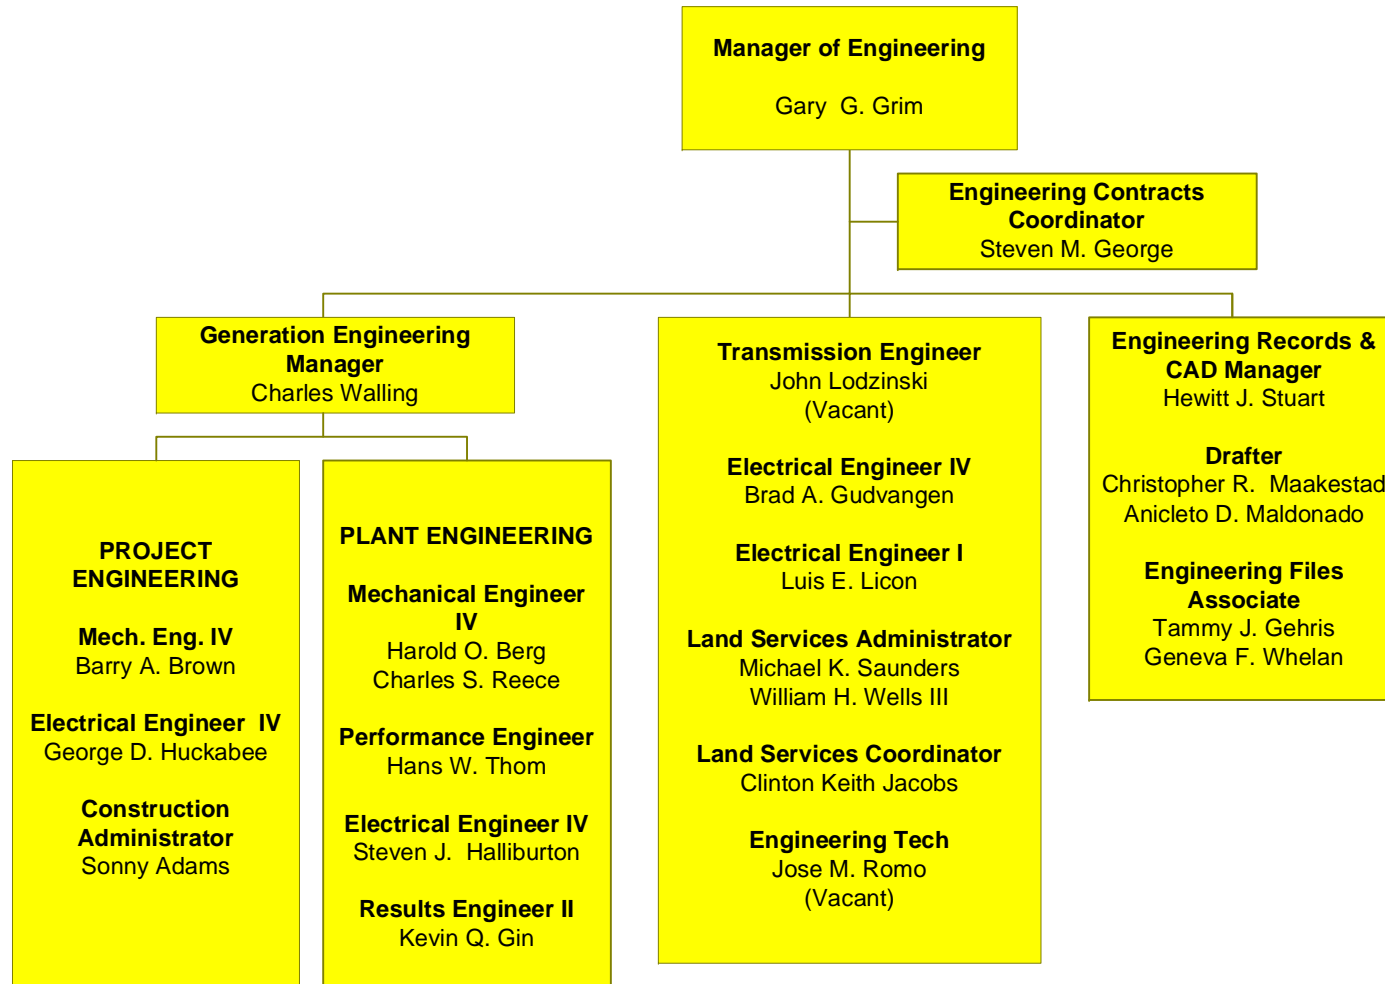 Manager of Engineering
Gary G. Grim
Engineering Contracts
Coordinator
Steven M. George
Generation Engineering
Manager
Charles Walling
PROJECT
ENGINEERING
Mech. Eng. IV
Barry A. Brown
Electrical Engineer IV
George D. Huckabee
Construction
Administrator
Sonny Adams
PLANT ENGINEERING
Mechanical Engineer
IV
Harold O. Berg
Charles S. Reece
Performance Engineer
Hans W. Thom
Electrical Engineer IV
Steven J. Halliburton
Results Engineer II
Kevin Q. Gin
Transmission Engineer
John Lodzinski
(Vacant)
Electrical Engineer IV
Brad A. Gudvangen
Electrical Engineer I
Luis E. Licon
Land Services Administrator
Michael K. Saunders
William H. Wells III
Land Services Coordinator
Clinton Keith Jacobs
Engineering Tech
Jose M. Romo
(Vacant)
Engineering Records &
CAD Manager
Hewitt J. Stuart
Drafter
Christopher R. Maakestad
Anicleto D. Maldonado
Engineering Files
Associate
Tammy J. Gehris
Geneva F. Whelan